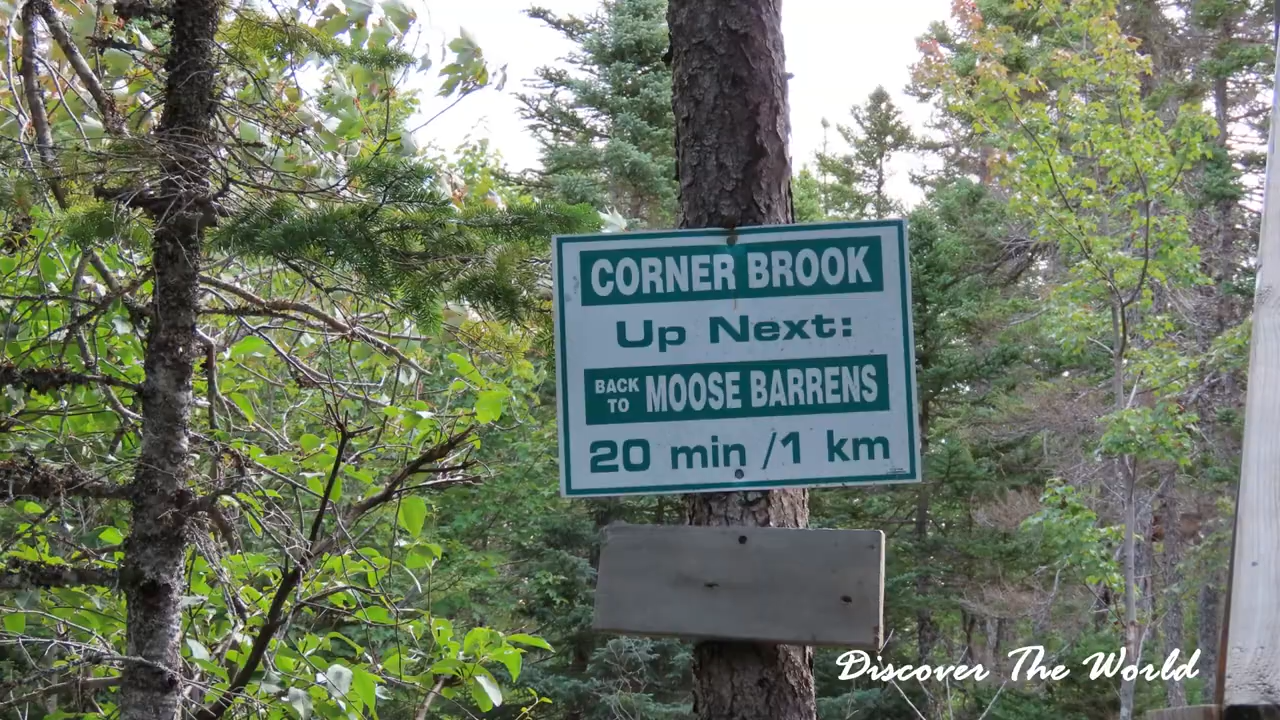 CORNER BROOK
Up Next:
BACK TO MOOSE BARRENS
20 min /1 km
Discover The World